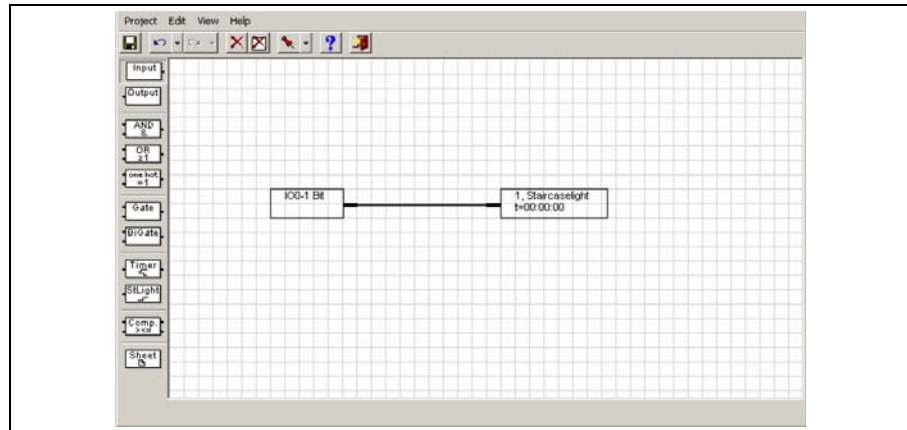 Project Edit View Help
Input
Output
AND
&
OR
≥1
one hot
=1
Gate
BiGate
Timer
StLight
Comp.
><=
Sheet
IO0-1 Bit
1, Staircaselight
t=00:00:00